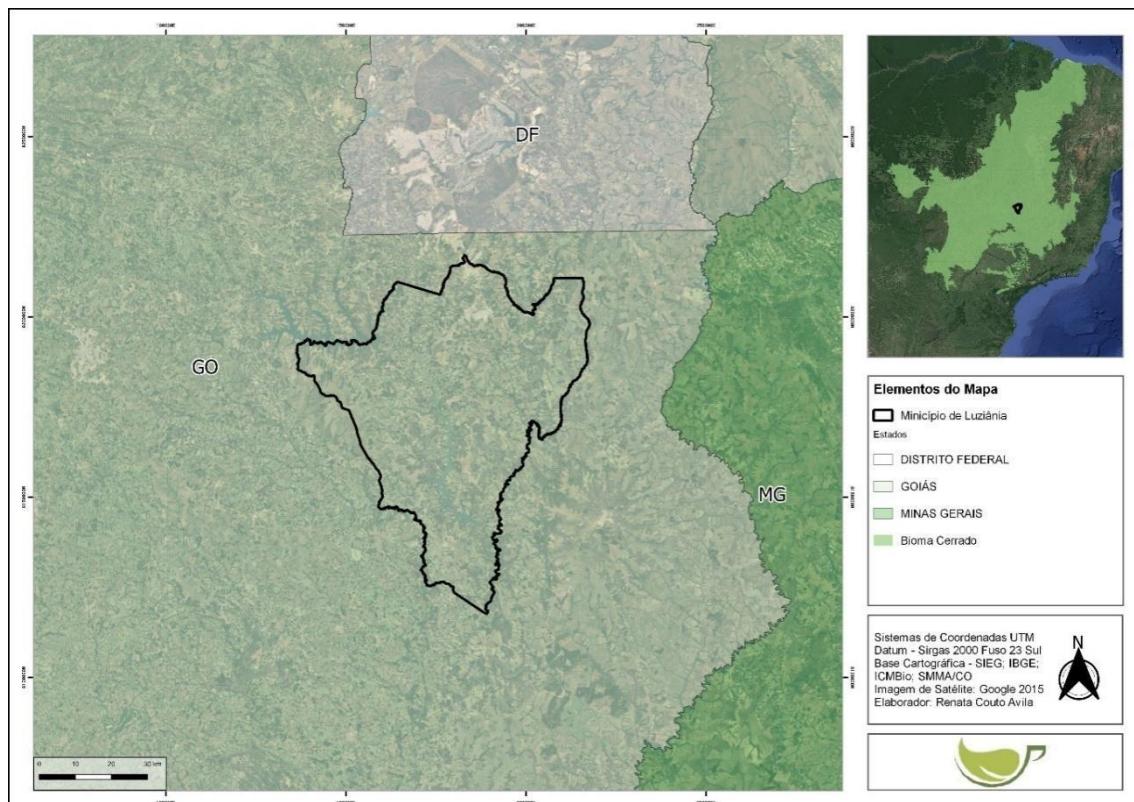 DF
GO
MG
0 10 20 30 km
Elementos do Mapa
Minicípio de Luziânia
Estados
DISTRITO FEDERAL
GOIÁS
MINAS GERAIS
Bioma Cerrado
Sistemas de Coordenadas UTM
Datum - Sirgas 2000 Fuso 23 Sul
Base Cartográfica - SIEG; IBGE;
ICMBio; SMMA/CO
Imagem de Satélite: Google 2015
Elaborador: Renata Couto Avila
N